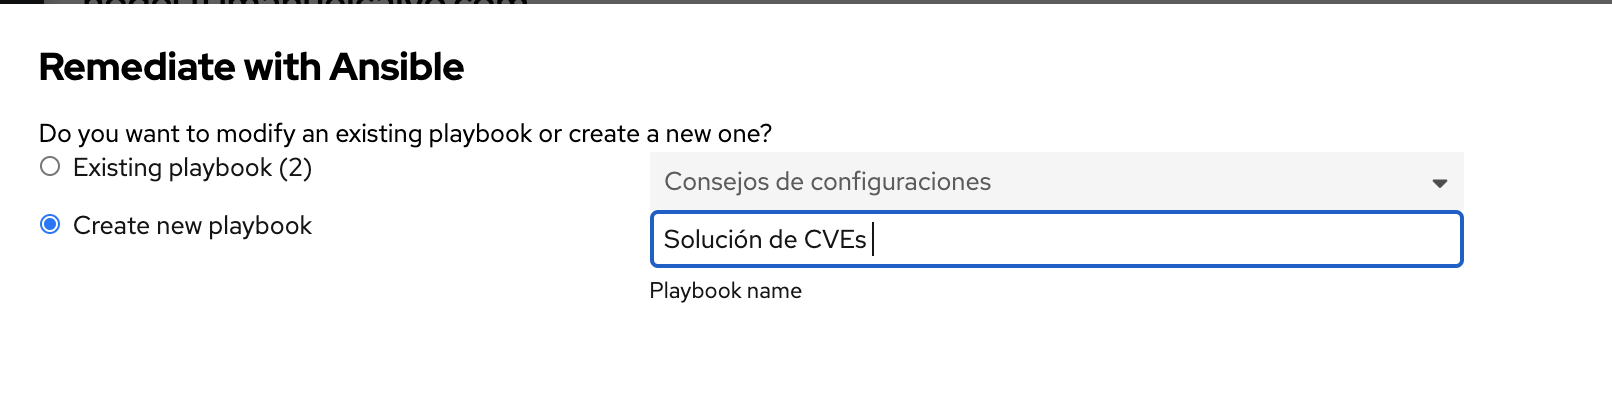 Remediate with Ansible
Do you want to modify an existing playbook or create a new one?
Existing playbook (2)
Consejos de configuraciones
Create new playbook
Solución de CVEs
Playbook name